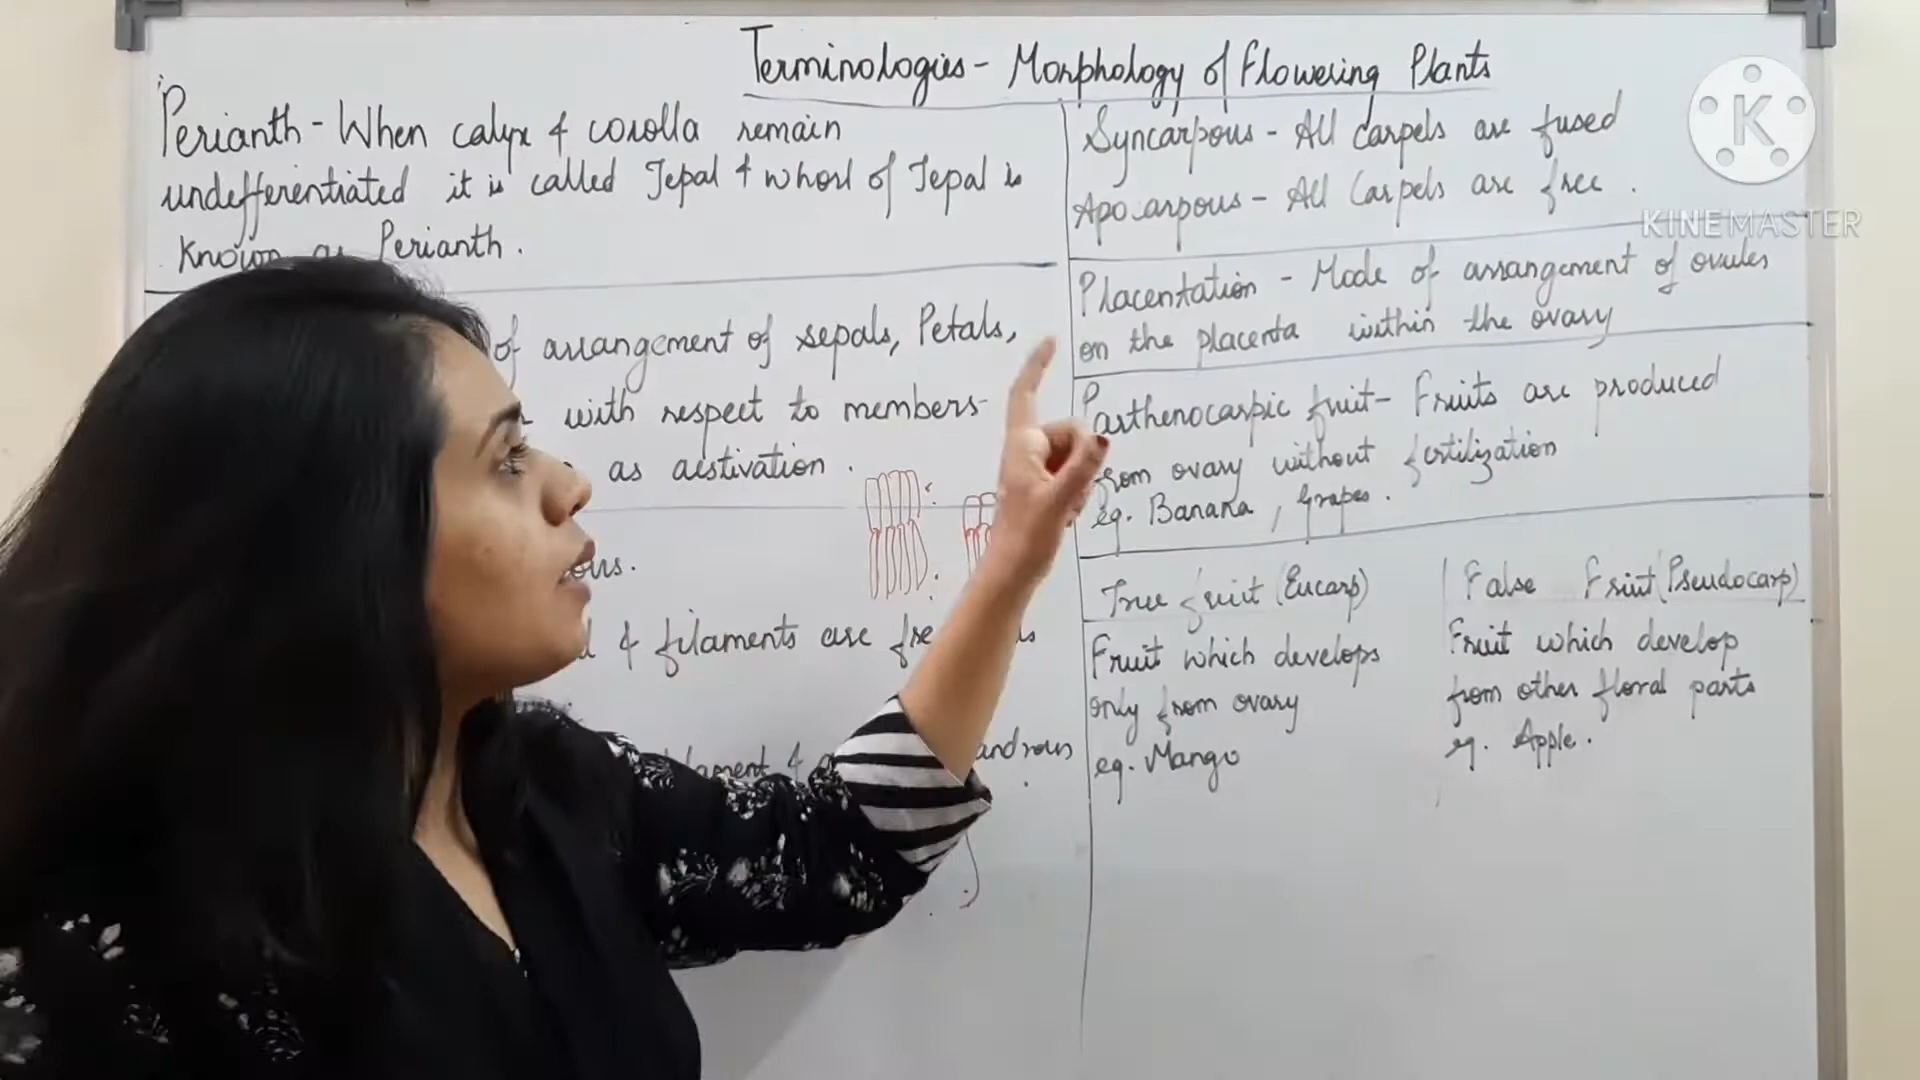 Terminologies - Morphology of Flowering Plants
Perianth - When calyx & corolla remain
undefferentiated it is called Tepal & whorl of Tepal is
known as Perianth.
of arrangement of sepals, Petals,
with respect to members-
as aestivation.
& filaments are
& androus
Syncarpous - All carpels are fused
Apocarpous - All Carpels are free.
Placentation - Mode of arrangement of ovules
on the placenta within the ovary
Parthenocarpic fruit - Fruits are produced
from ovary without fertilization
eg. Banana, Grapes.
True fruit (Eucarp)
Fruit which develops
only from ovary
eg. Mango
False Fruit (Pseudocarp)
Fruit which develop
from other floral parts
eg. Apple.
K
KINEMASTER